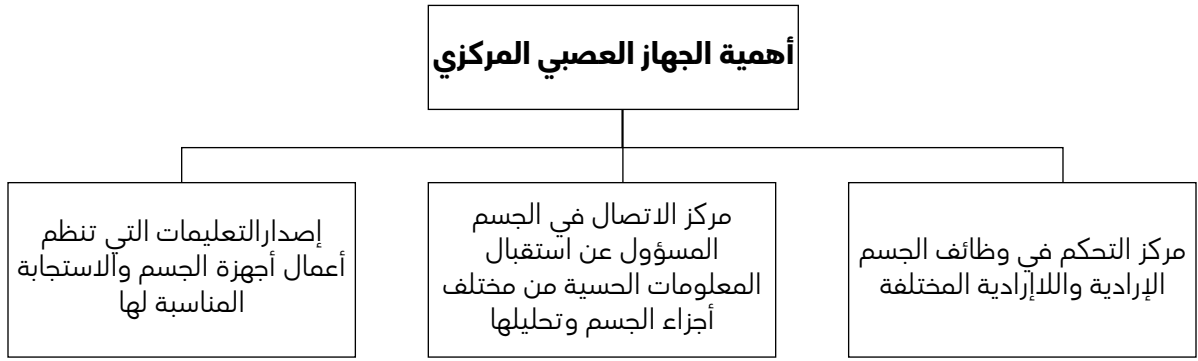 أهمية الجهاز العصبي المركزي
مركز التحكم في وظائف الجسم
الإرادية واللاإرادية المختلفة
مركز الاتصال في الجسم
المسؤول عن استقبال
المعلومات الحسية من مختلف
أجزاء الجسم وتحليلها
إصدارالتعليمات التي تنظم
أعمال أجهزة الجسم والاستجابة
المناسبة لها